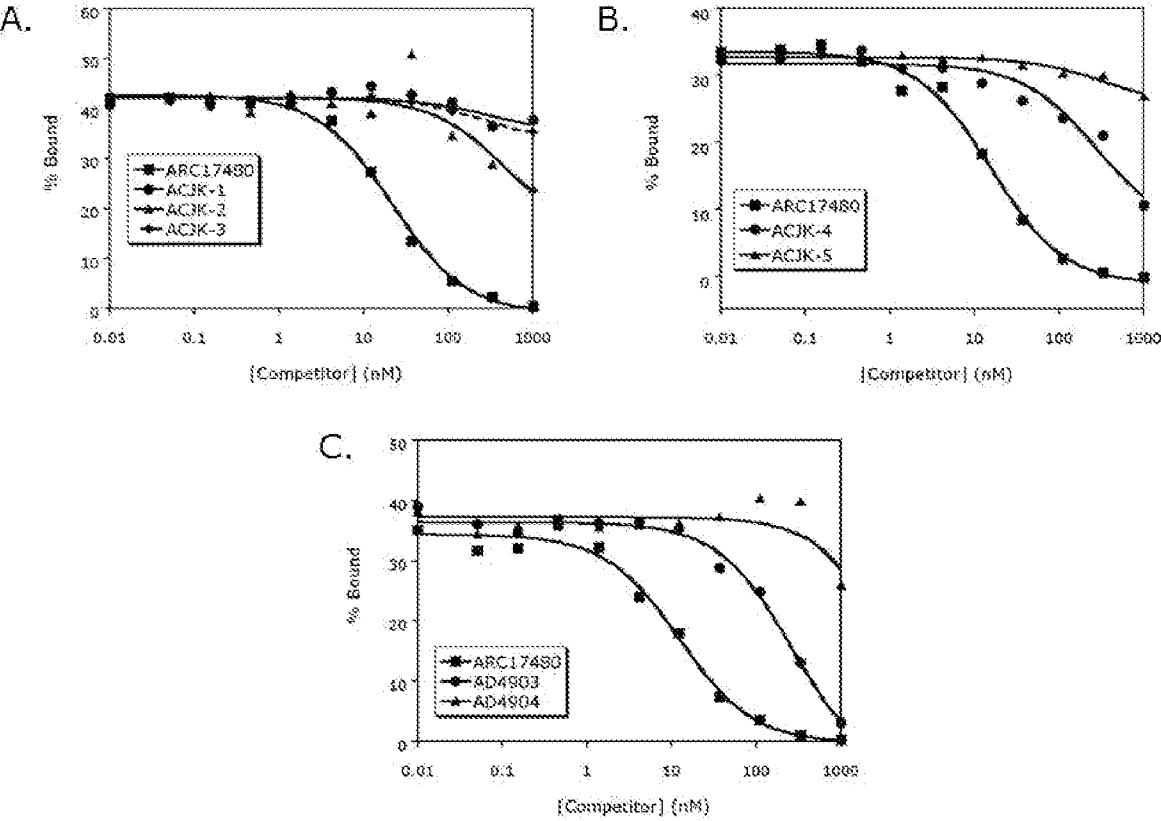 A.
60
50
40
30
20
10
0
% Bound
ARC17480
ACJK-1
ACJK-2
ACJK-3
0.01 0.1 1 10 100 1000
[Competitor] (nM)
B.
40
30
20
10
0
% Bound
ARC17480
ACJK-4
ACJK-5
0.01 0.1 1 10 100 1000
[Competitor] (nM)
C.
50
40
30
20
10
0
% Bound
ARC17480
AD4903
AD4904
0.01 0.1 1 10 100 1000
[Competitor] (nM)